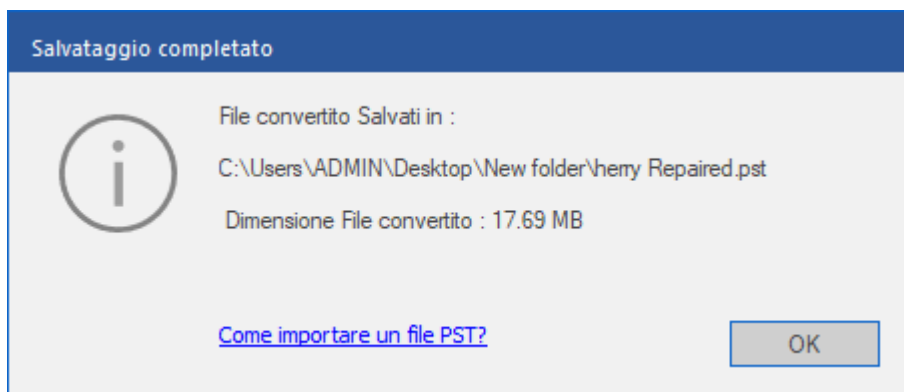 Salvataggio completato
File convertito Salvati in :
C:\Users\ADMIN\Desktop\New folder\herry Repaired.pst
Dimensione File convertito : 17.69 MB
Come importare un file PST?
OK